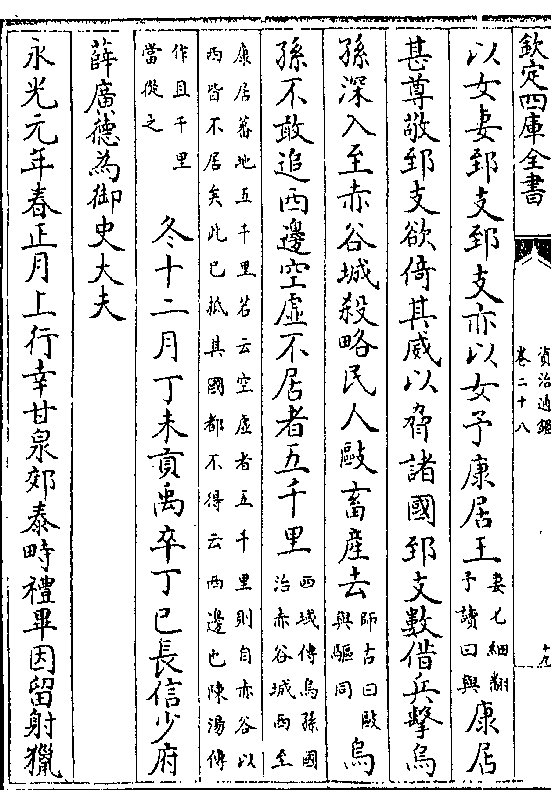 欽定四庫全書
資治通鑑
卷二十八
十九
以女妻郅支郅支亦以女予康居王妻七細翻予讀曰與康居
甚尊敬郅支欲倚其威以脅諸國郅支數借兵擊烏
孫深入至赤谷城殺略民人敺畜產去師古曰敺與驅同烏
孫不敢追西邊空虛不居者五千里西域傳烏孫國治赤谷城西至
康居蕃地五千里若云空虛者五千里則自赤谷以
西皆不居矣此已抵其國都不得云西邊也陳湯傳
作且千里當從之冬十二月丁未貢禹卒丁巳長信少府
薛廣德為御史大夫
永光元年春正月上行幸甘泉郊泰畤禮畢因留射獵